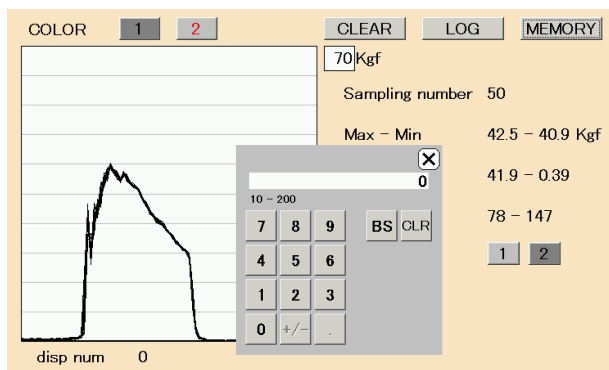 COLOR 1 2 CLEAR LOG MEMORY
70 Kgf
Sampling number 50
Max - Min 42.5 - 40.9 Kgf
0
41.9 - 0.39
10 - 200
78 - 147
7 8 9 BS CLR
4 5 6 1 2
1 2 3
0 +/- .
disp num 0